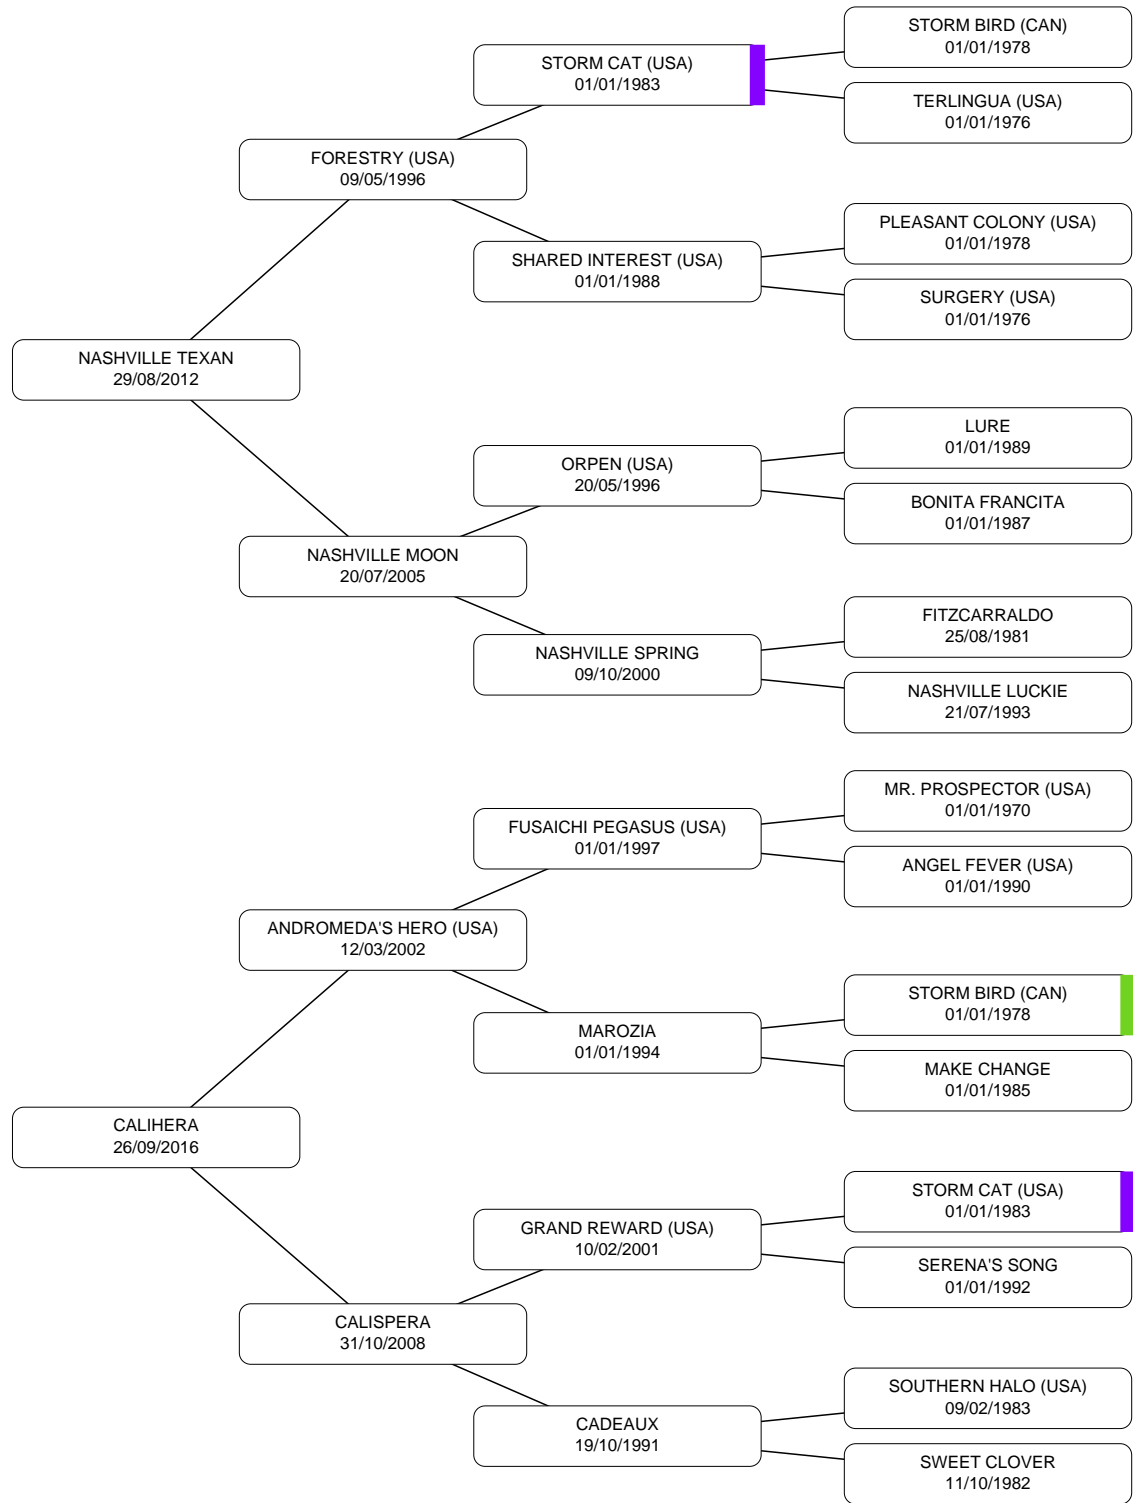 STORM BIRD (CAN)
01/01/1978
STORM CAT (USA)
01/01/1983
TERLINGUA (USA)
01/01/1976
FORESTRY (USA)
09/05/1996
PLEASANT COLONY (USA)
01/01/1978
SHARED INTEREST (USA)
01/01/1988
SURGERY (USA)
01/01/1976
NASHVILLE TEXAN
29/08/2012
LURE
01/01/1989
ORPEN (USA)
20/05/1996
BONITA FRANCITA
01/01/1987
NASHVILLE MOON
20/07/2005
FITZCARRALDO
25/08/1981
NASHVILLE SPRING
09/10/2000
NASHVILLE LUCKIE
21/07/1993
MR. PROSPECTOR (USA)
01/01/1970
FUSAICHI PEGASUS (USA)
01/01/1997
ANGEL FEVER (USA)
01/01/1990
ANDROMEDA'S HERO (USA)
12/03/2002
STORM BIRD (CAN)
01/01/1978
MAROZIA
01/01/1994
MAKE CHANGE
01/01/1985
CALIHERA
26/09/2016
STORM CAT (USA)
01/01/1983
GRAND REWARD (USA)
10/02/2001
SERENA'S SONG
01/01/1992
CALISPERA
31/10/2008
SOUTHERN HALO (USA)
09/02/1983
CADEAUX
19/10/1991
SWEET CLOVER
11/10/1982